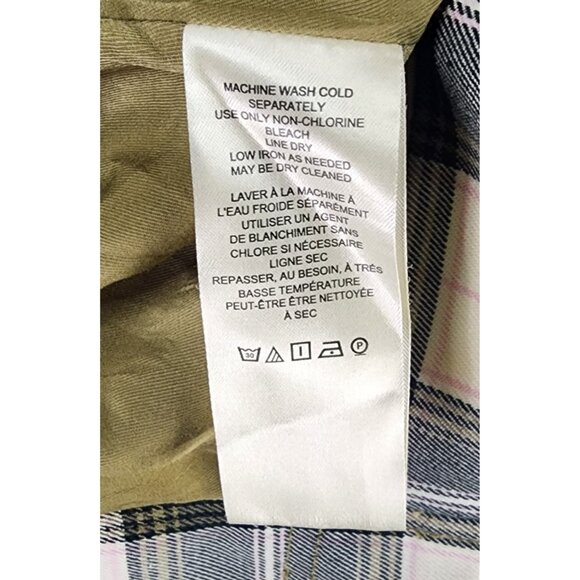 MACHINE WASH COLD
SEPARATELY
USE ONLY NON-CHLORINE
BLEACH
LINE DRY
LOW IRON AS NEEDED
MAY BE DRY CLEANED
LAVER À LA MACHINE À
L'EAU FROIDE SÉPARÉMENT
UTILISER UN AGENT
DE BLANCHIMENT SANS
CHLORE SI NÉCESSAIRE
LIGNE SEC
REPASSER, AU BESOIN, À TRÈS
BASSE TEMPÉRATURE
PEUT-ÊTRE ÊTRE NETTOYÉE
À SEC
30 P